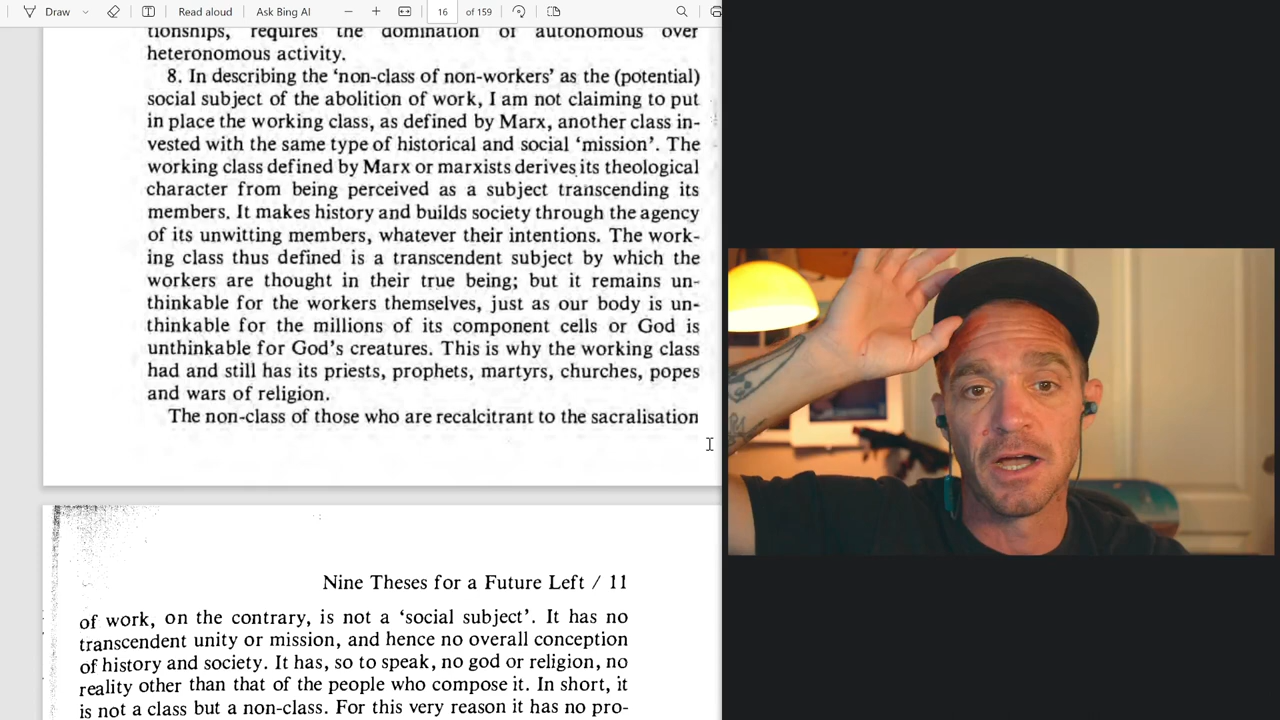 Draw
Read aloud
Ask Bing AI
16
of 159
tionships, requires the domination of autonomous over
heteronomous activity.
8. In describing the ‘non-class of non-workers’ as the (potential)
social subject of the abolition of work, I am not claiming to put
in place the working class, as defined by Marx, another class in-
vested with the same type of historical and social ‘mission’. The
working class defined by Marx or marxists derives its theological
character from being perceived as a subject transcending its
members. It makes history and builds society through the agency
of its unwitting members, whatever their intentions. The work-
ing class thus defined is a transcendent subject by which the
workers are thought in their true being; but it remains un-
thinkable for the workers themselves, just as our body is un-
thinkable for the millions of its component cells or God is
unthinkable for God’s creatures. This is why the working class
had and still has its priests, prophets, martyrs, churches, popes
and wars of religion.
The non-class of those who are recalcitrant to the sacralisation
Nine Theses for a Future Left / 11
of work, on the contrary, is not a ‘social subject’. It has no
transcendent unity or mission, and hence no overall conception
of history and society. It has, so to speak, no god or religion, no
reality other than that of the people who compose it. In short, it
is not a class but a non-class. For this very reason it has no pro-